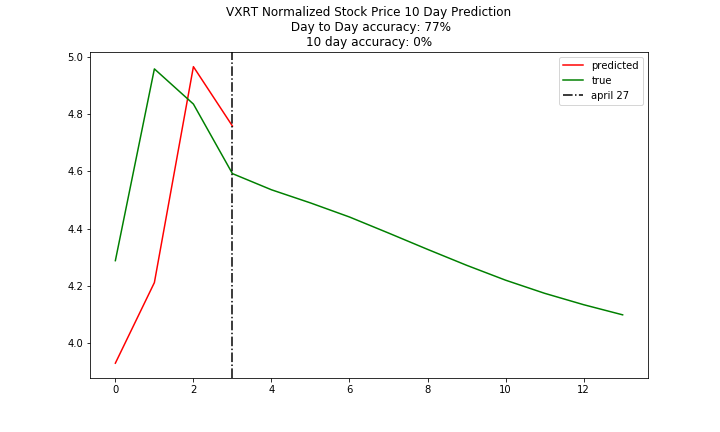 VXRT Normalized Stock Price 10 Day Prediction
Day to Day accuracy: 77%
10 day accuracy: 0%
predicted
true
april 27
5.0
4.8
4.6
4.4
4.2
4.0
0 2 4 6 8 10 12